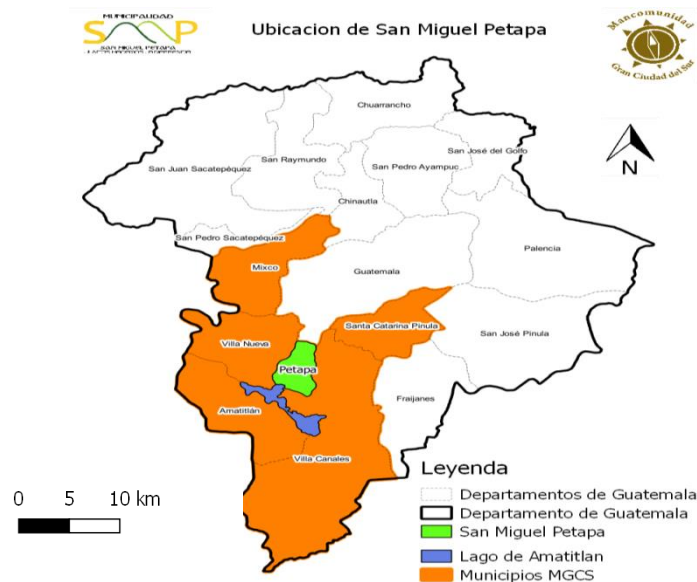 MUNICIPALIDAD
SAN MIGUEL PETAPA
Ubicacion de San Miguel Petapa
Mancomunidad
Gran Ciudad del Sur
N
Chuarrancho
San José del Golfo
San Raymundo
San Pedro Ayampuc
San Juan Sacatepéquez
Chinautla
San Pedro Sacatepéquez
Palencia
Mixco
Guatemala
Santa Catarina Pinula
San José Pinula
Villa Nueva
Petapa
Fraijanes
Amatitlán
Villa Canales
0 5 10 km
Leyenda
Departamentos de Guatemala
Departamento de Guatemala
San Miguel Petapa
Lago de Amatitlan
Municipios MGCS